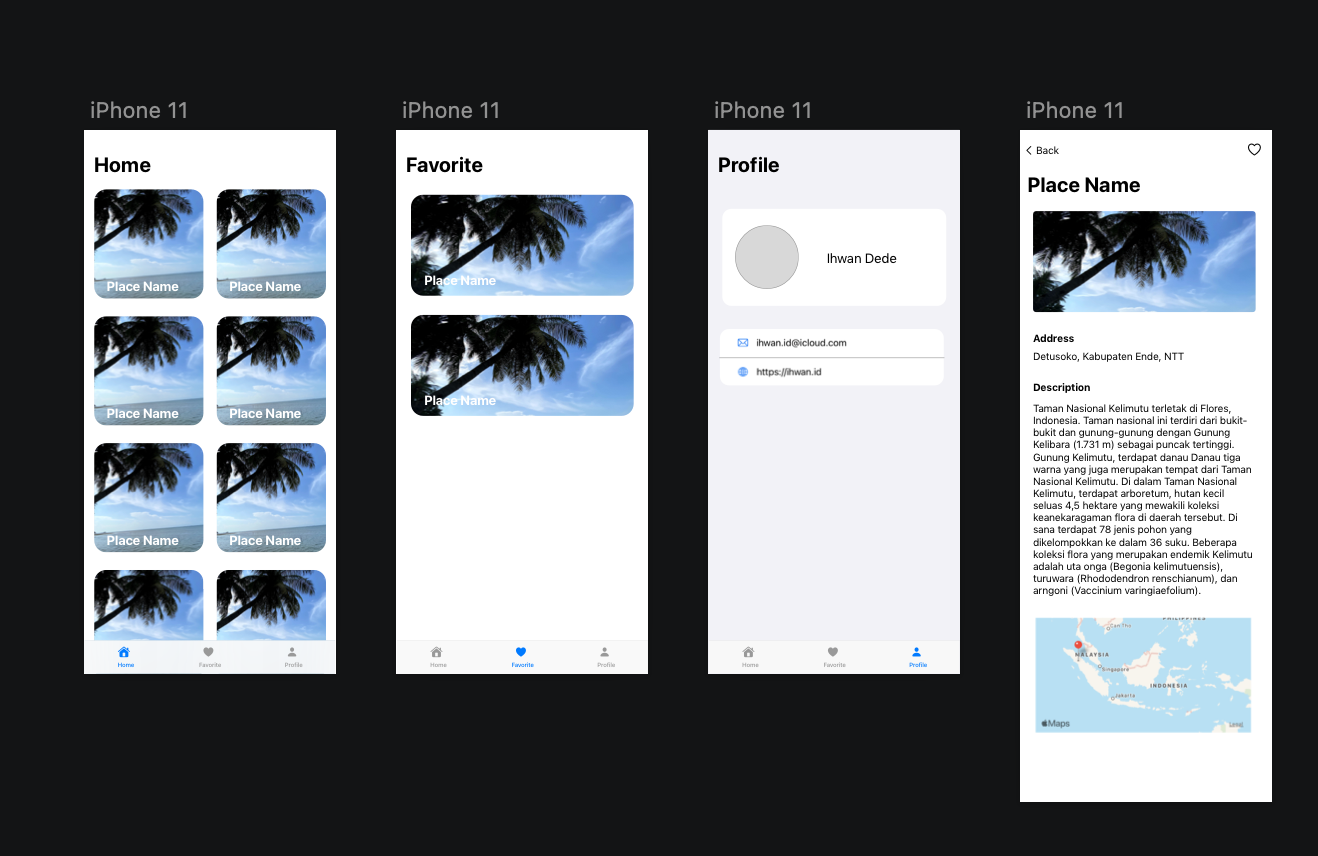 iPhone 11
Home
Place Name
Place Name
Place Name
Place Name
Place Name
Place Name
Home
Favorite
Profile
iPhone 11
Favorite
Place Name
Place Name
Home
Favorite
Profile
iPhone 11
Profile
Ihwan Dede
ihwan.id@icloud.com
https://ihwan.id
Home
Favorite
Profile
iPhone 11
Back
Place Name
Address
Detusoko, Kabupaten Ende, NTT
Description
Taman Nasional Kelimutu terletak di Flores,
Indonesia. Taman nasional ini terdiri dari bukit-
bukit dan gunung-gunung dengan Gunung
Kelibara (1.731 m) sebagai puncak tertinggi.
Gunung Kelimutu, terdapat danau Danau tiga
warna yang juga merupakan tempat dari Taman
Nasional Kelimutu. Di dalam Taman Nasional
Kelimutu, terdapat arboretum, hutan kecil
seluas 4,5 hektare yang mewakili koleksi
keanekaragaman flora di daerah tersebut. Di
sana terdapat 78 jenis pohon yang
dikelompokkan ke dalam 36 suku. Beberapa
koleksi flora yang merupakan endemik Kelimutu
adalah uta onga (Begonia kelimutuensis),
turuwara (Rhododendron renschianum), dan
arngoni (Vaccinium varingiaefolium).
PHILIPPINES
Can Tho
MALAYSIA
Singapore
INDONESIA
Jakarta
Maps
Legal